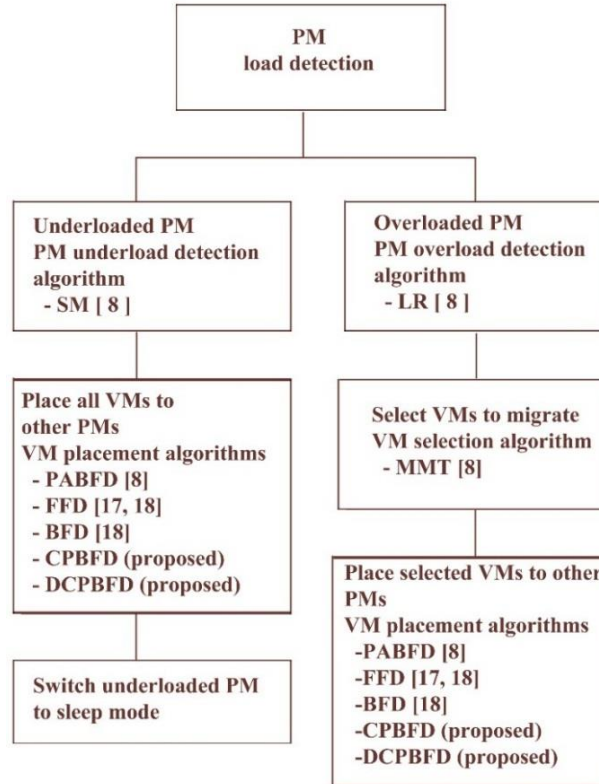 PM
load detection
Underloaded PM
PM underload detection
algorithm
- SM [ 8 ]
Overloaded PM
PM overload detection
algorithm
- LR [ 8 ]
Place all VMs to
other PMs
VM placement algorithms
- PABFD [8]
- FFD [17, 18]
- BFD [18]
- CPBFD (proposed)
- DCPBFD (proposed)
Select VMs to migrate
VM selection algorithm
- MMT [8]
Switch underloaded PM
to sleep mode
Place selected VMs to other
PMs
VM placement algorithms
-PABFD [8]
-FFD [17, 18]
-BFD [18]
-CPBFD (proposed)
-DCPBFD (proposed)